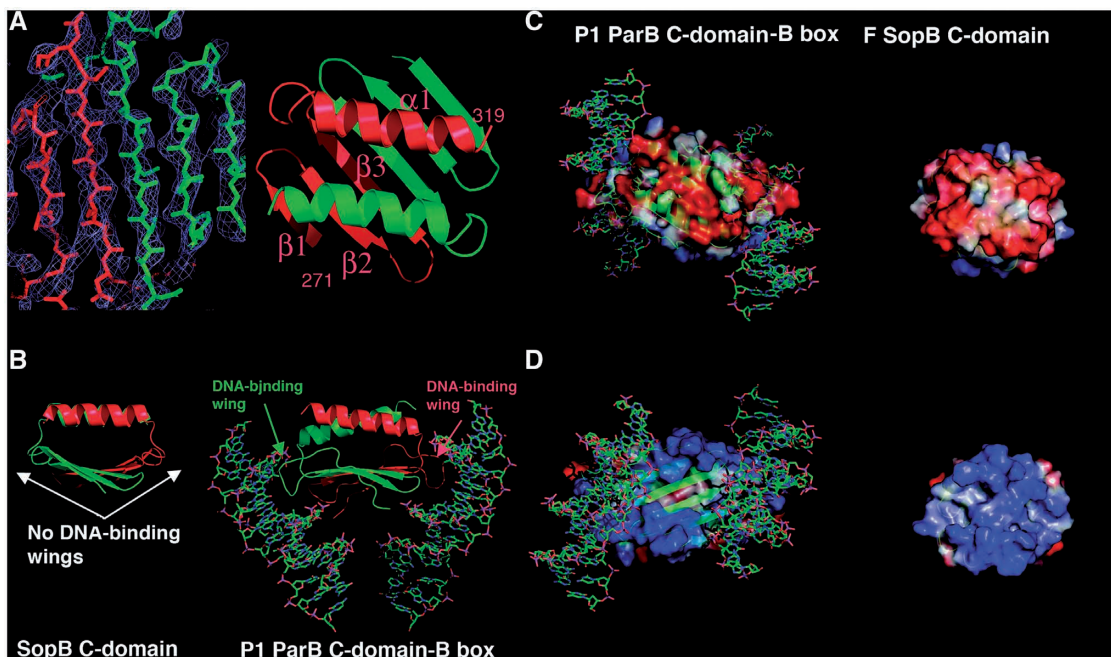 A
α1
319
β3
β1
β2
271
C
P1 ParB C-domain-B box
F SopB C-domain
B
DNA-binding
wing
DNA-binding
wing
No DNA-binding
wings
SopB C-domain
P1 ParB C-domain-B box
D